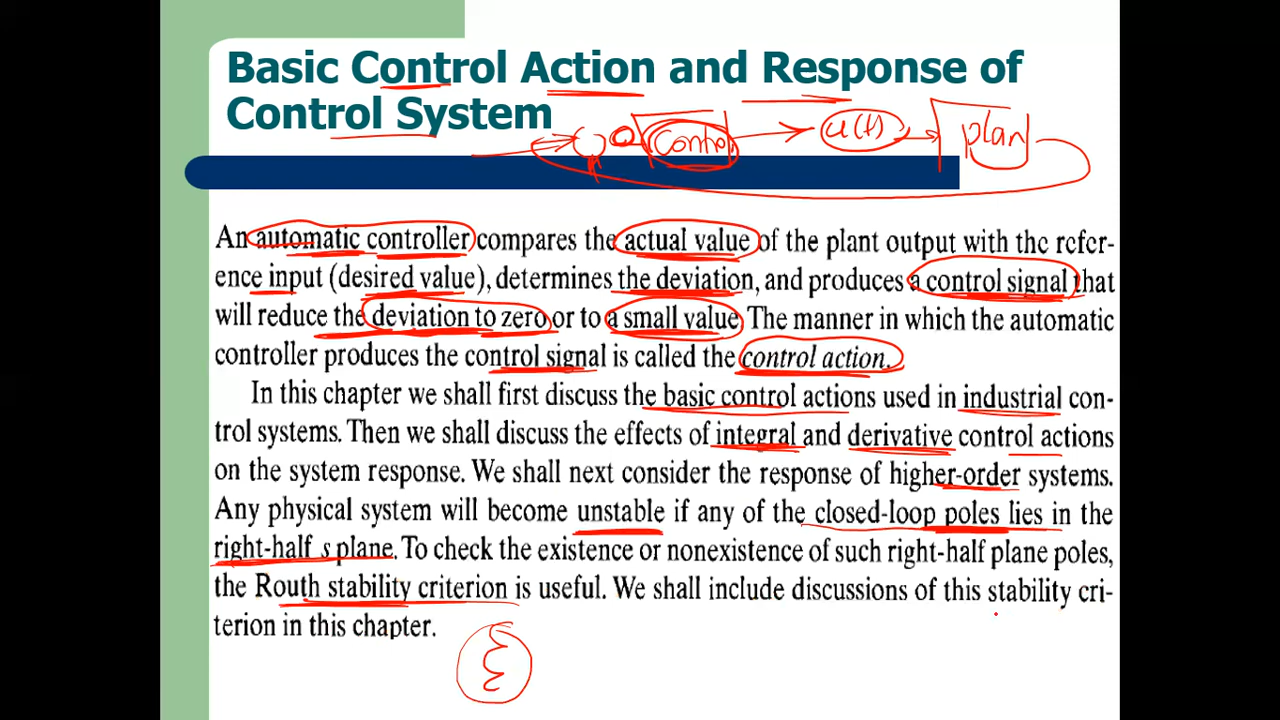 Basic Control Action and Response of
Control System
Contro u(t) plan
An automatic controller compares the actual value of the plant output with the refer-
ence input (desired value), determines the deviation, and produces a control signal that
will reduce the deviation to zero or to a small value. The manner in which the automatic
controller produces the control signal is called the control action.
In this chapter we shall first discuss the basic control actions used in industrial con-
trol systems. Then we shall discuss the effects of integral and derivative control actions
on the system response. We shall next consider the response of higher-order systems.
Any physical system will become unstable if any of the closed-loop poles lies in the
right-half s plane. To check the existence or nonexistence of such right-half plane poles,
the Routh stability criterion is useful. We shall include discussions of this stability cri-
terion in this chapter.